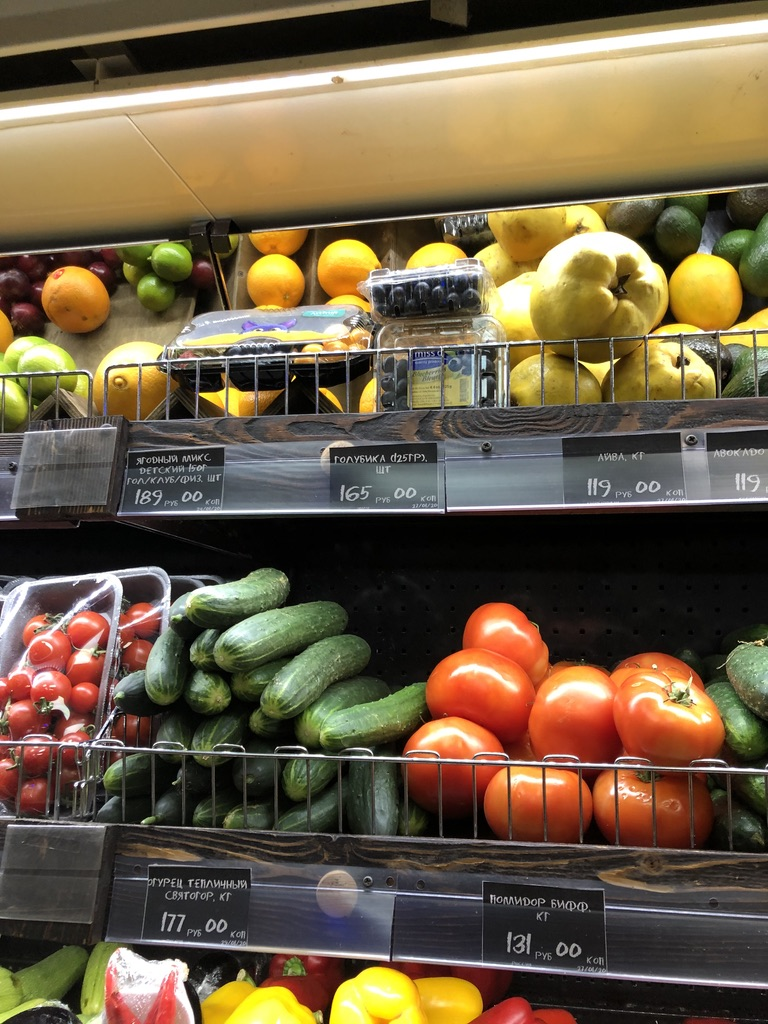 ЯГОДНЫЙ МИКС
ДЕТСКИЙ 150Г
ГОЛ/КЛУБ/ФИЗ, ШТ
189 РУБ 00 КОП
ГОЛУБИКА (125ГР),
ШТ
165 РУБ 00 КОП
АЙВА, КГ
119 РУБ 00 КОП
АВОКАДО
119
ОГУРЕЦ ТЕПЛИЧНЫЙ
СВЯТОГОР, КГ
177 РУБ 00 КОП
ПОМИДОР БИФФ,
КГ
131 РУБ 00 КОП